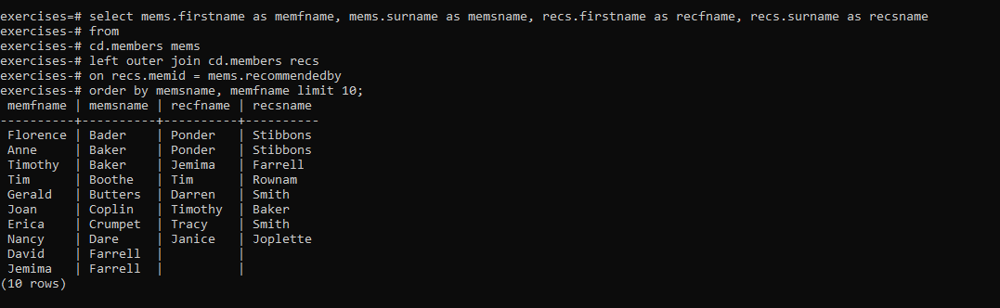 exercises=# select mems.firstname as memfname, mems.surname as memsname, recs.firstname as recfname, recs.surname as recsname
exercises-# from
exercises-# cd.members mems
exercises-# left outer join cd.members recs
exercises-# on recs.memid = mems.recommendedby
exercises-# order by memsname, memfname limit 10;
 memfname | memsname | recfname | recsname
----------+----------+----------+----------
 Florence | Bader    | Ponder   | Stibbons
 Anne     | Baker    | Ponder   | Stibbons
 Timothy  | Baker    | Jemima   | Farrell
 Tim      | Boothe   | Tim      | Rownam
 Gerald   | Butters  | Darren   | Smith
 Joan     | Coplin   | Timothy  | Baker
 Erica    | Crumpet  | Tracy    | Smith
 Nancy    | Dare     | Janice   | Joplette
 David    | Farrell  |          |
 Jemima   | Farrell  |          |
(10 rows)